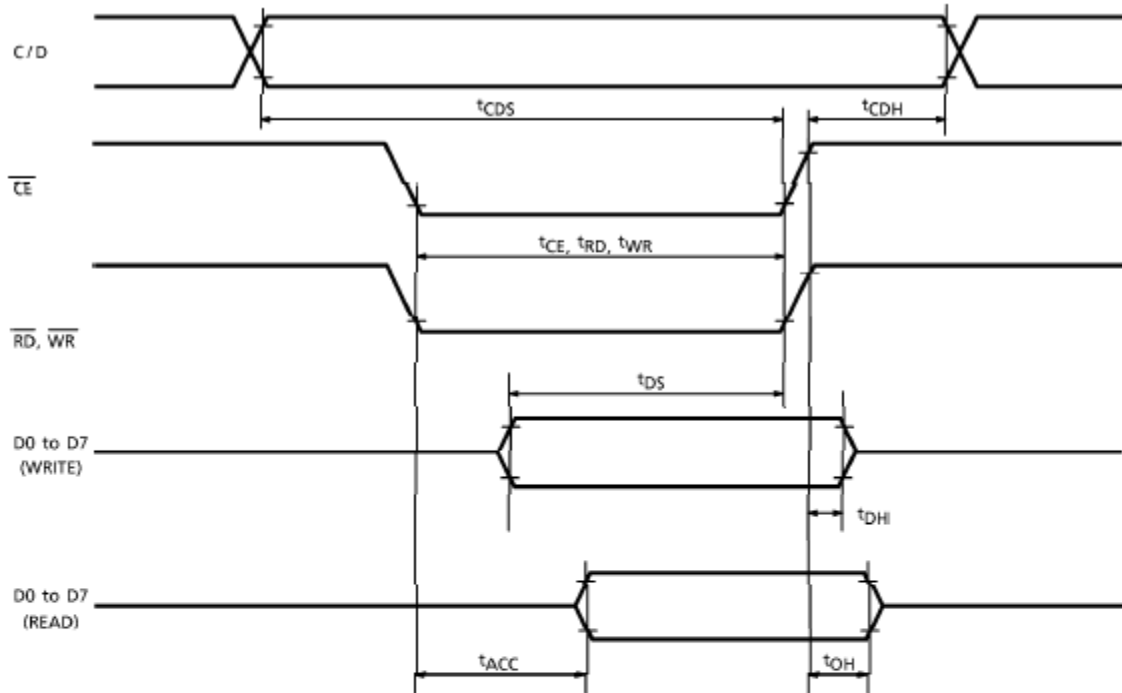 C / D
tCDS
tCDH
CE
tCE, tRD, tWR
RD, WR
tDS
D0 to D7
(WRITE)
tDHI
D0 to D7
(READ)
tACC
tOH